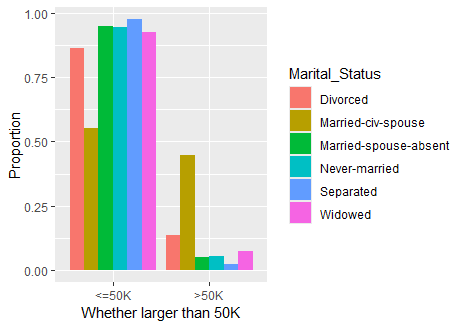 1.00
0.75
0.50
0.25
0.00
Proportion
<=50K
>50K
Whether larger than 50K
Marital_Status
Divorced
Married-civ-spouse
Married-spouse-absent
Never-married
Separated
Widowed